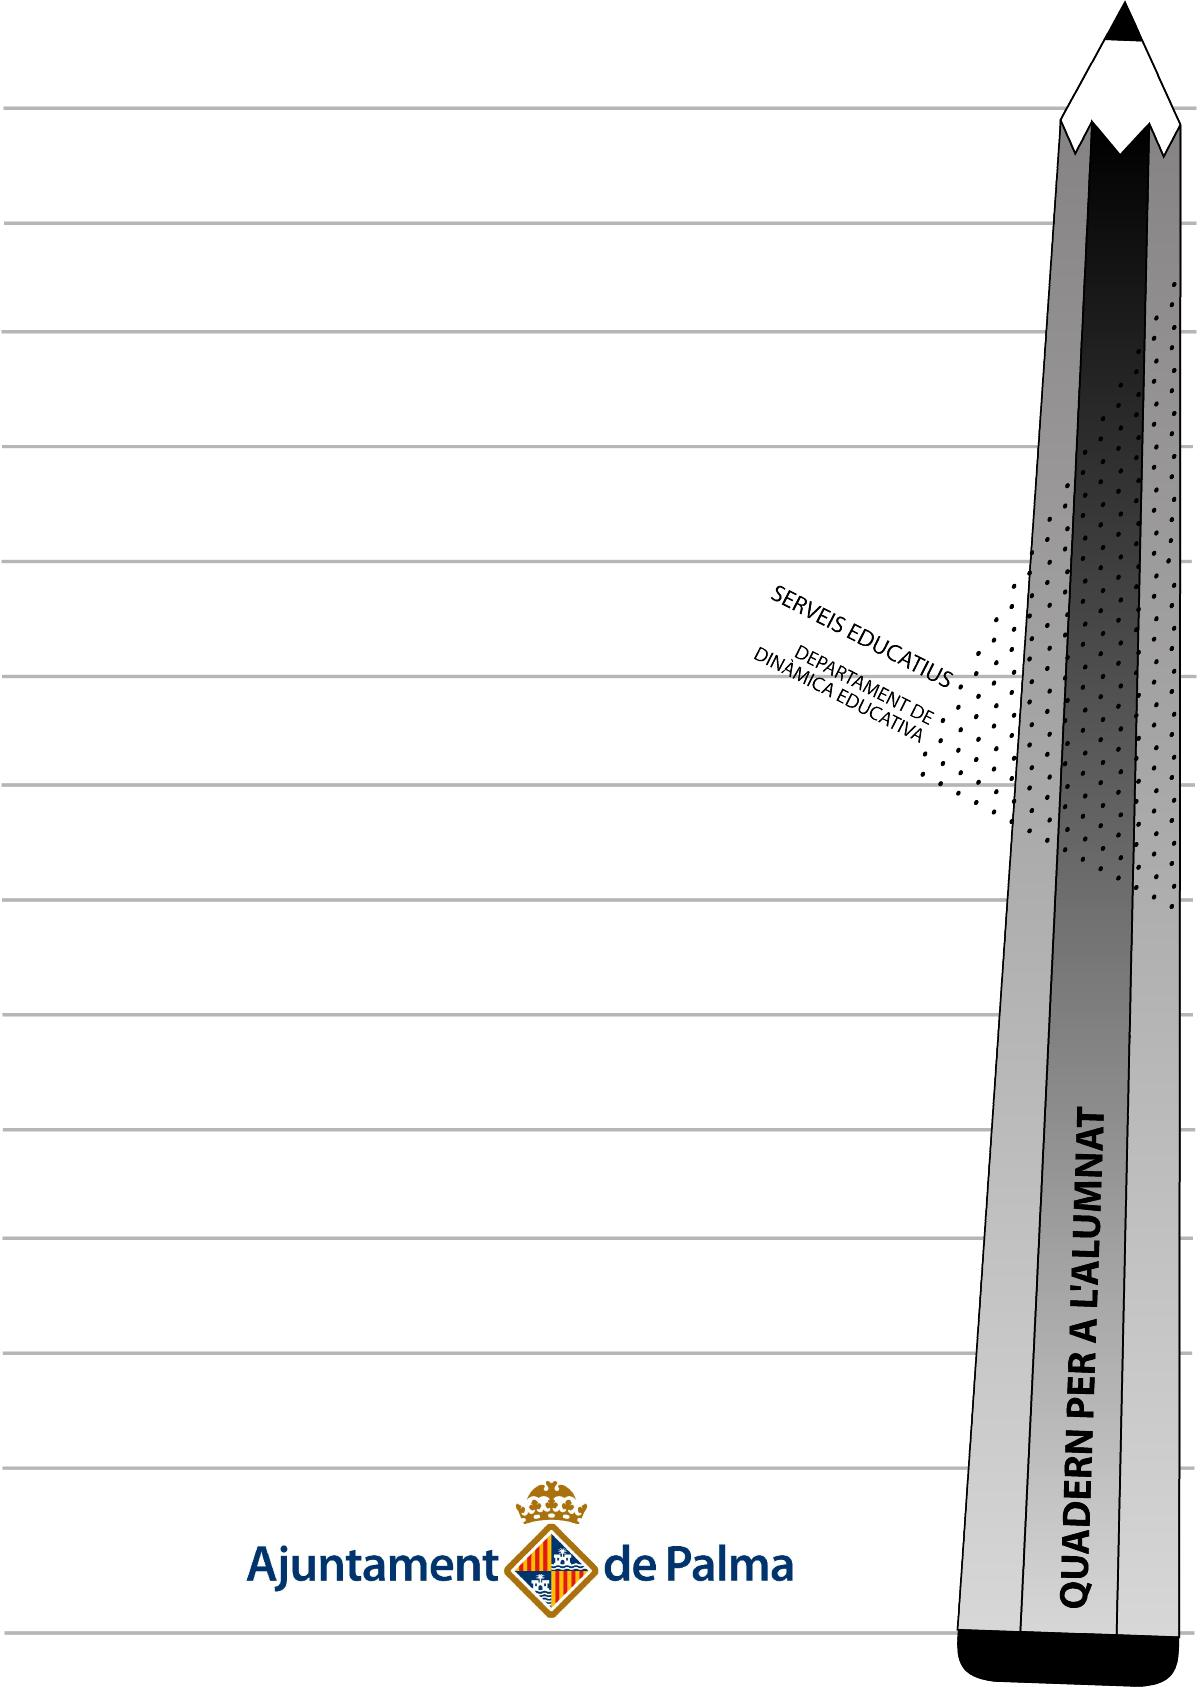 SERVEIS EDUCATIUS
DEPARTAMENT DE
DINÀMICA EDUCATIVA
QUADERN PER A L'ALUMNAT
Ajuntament de Palma